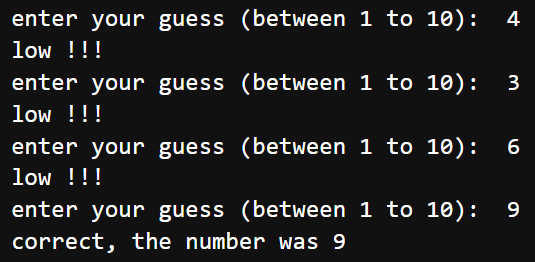 enter your guess (between 1 to 10):  4
low !!!
enter your guess (between 1 to 10):  3
low !!!
enter your guess (between 1 to 10):  6
low !!!
enter your guess (between 1 to 10):  9
correct, the number was 9